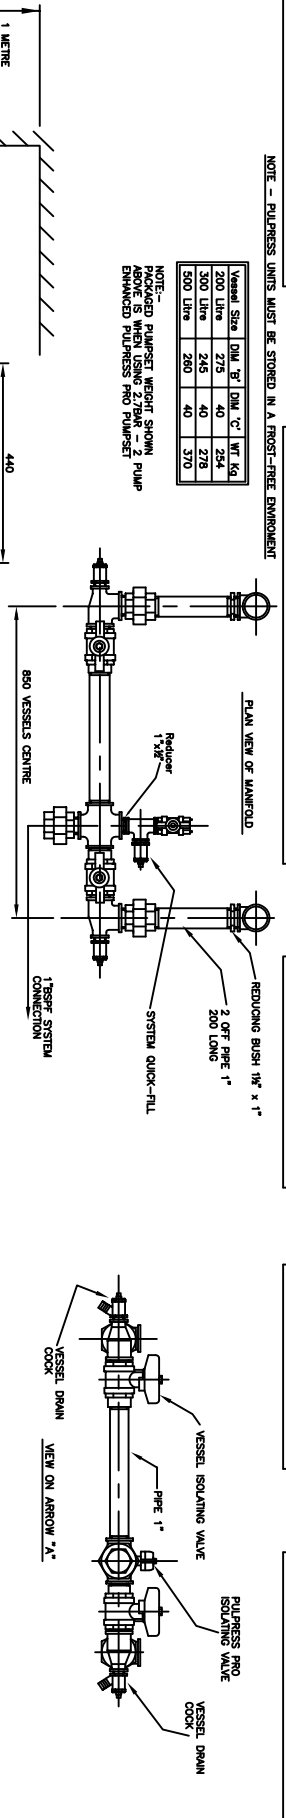 1 METRE
NOTE - PULPRESS UNITS MUST BE STORED IN A FROST-FREE ENVIROMENT
Vessel Size DIM 'B' DIM 'C' WT Kg
200 Litre 275 40 254
300 Litre 245 40 278
500 Litre 260 40 370
NOTE:-
PACKAGED PUMPSET WEIGHT SHOWN
ABOVE IS WHEN USING 2.7BAR - 2 PUMP
ENHANCED PULPRESS PRO PUMPSET
440
PLAN VIEW OF MANIFOLD
Reducer
1"x½"
850 VESSELS CENTRE
REDUCING BUSH 1½" x 1"
2 OFF PIPE 1"
200 LONG
SYSTEM QUICK-FILL
1"BSPF SYSTEM
CONNECTION
VESSEL DRAIN
COCK
VIEW ON ARROW "A"
VESSEL ISOLATING VALVE
PIPE 1"
PULPRESS PRO
ISOLATING VALVE
VESSEL DRAIN
COCK